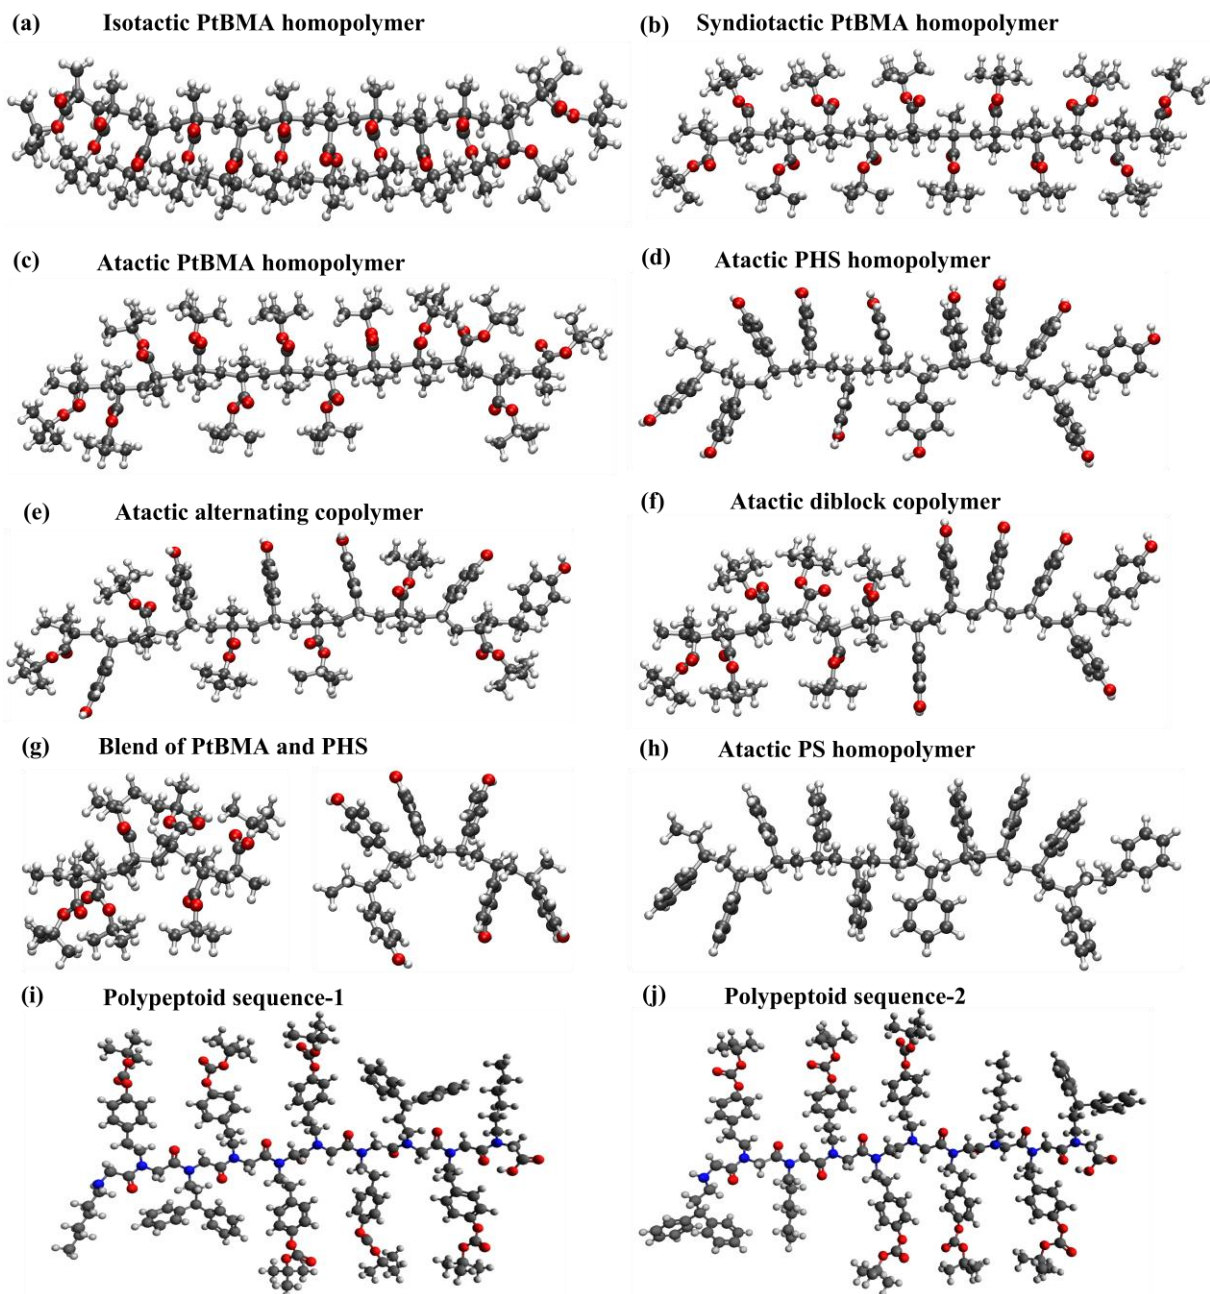 (a) Isotactic PtBMA homopolymer
(b) Syndiotactic PtBMA homopolymer
(c) Atactic PtBMA homopolymer
(d) Atactic PHS homopolymer
(e) Atactic alternating copolymer
(f) Atactic diblock copolymer
(g) Blend of PtBMA and PHS
(h) Atactic PS homopolymer
(i) Polypeptoid sequence-1
(j) Polypeptoid sequence-2